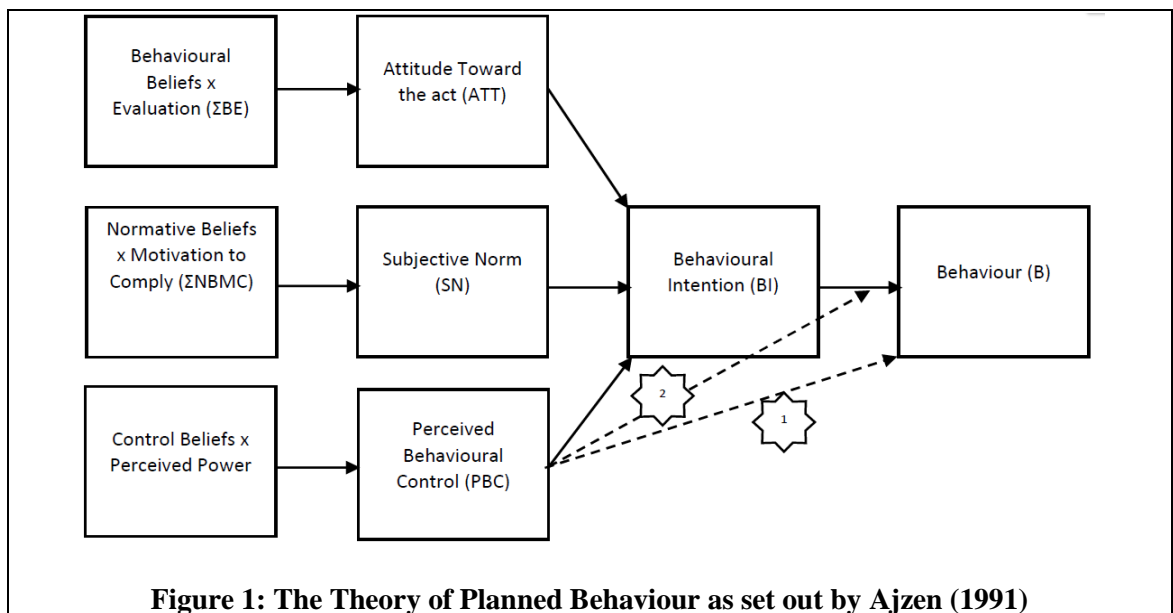 Behavioural
Beliefs x
Evaluation (ΣBE)
Attitude Toward
the act (ATT)
Normative Beliefs
x Motivation to
Comply (ΣNBMC)
Subjective Norm
(SN)
Behavioural
Intention (BI)
Behaviour (B)
Control Beliefs x
Perceived Power
Perceived
Behavioural
Control (PBC)
2
1
Figure 1: The Theory of Planned Behaviour as set out by Ajzen (1991)